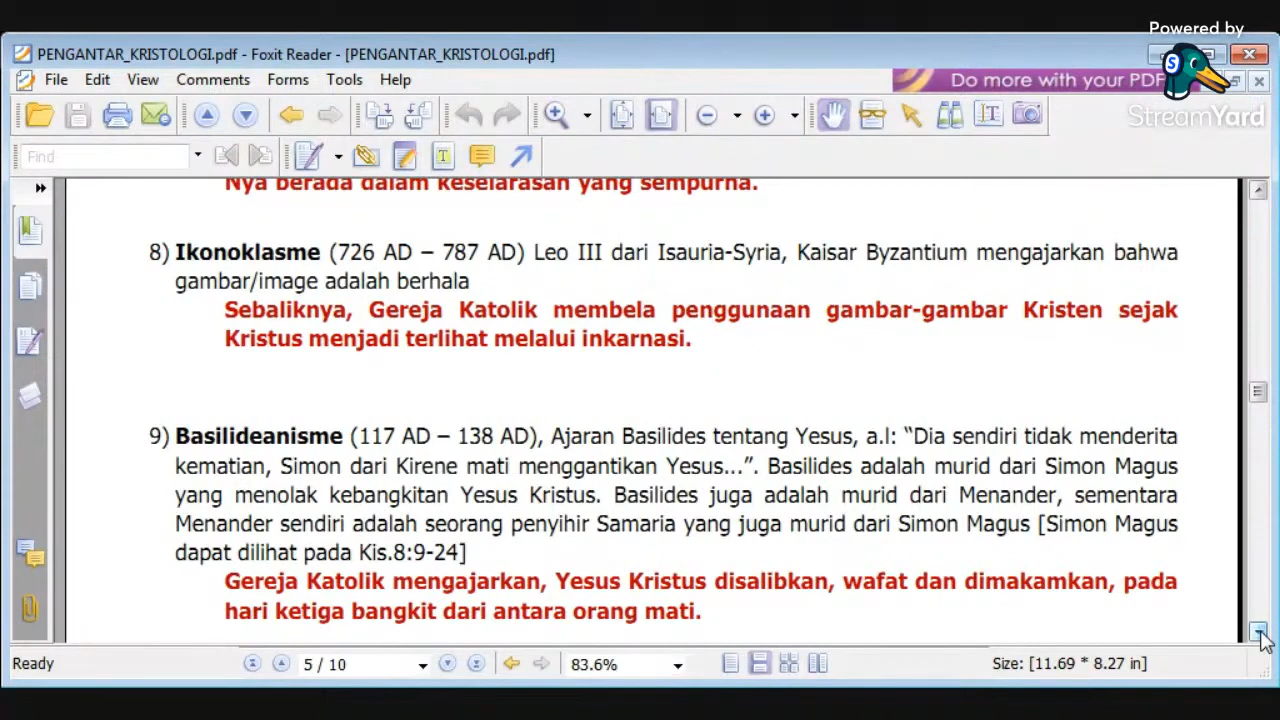 Powered by
PENGANTAR_KRISTOLOGI.pdf - Foxit Reader - [PENGANTAR_KRISTOLOGI.pdf]
File Edit View Comments Forms Tools Help
Do more with your PDF
S
StreamYard
Find
Nya berada dalam keselarasan yang sempurna.
8) Ikonoklasme (726 AD – 787 AD) Leo III dari Isauria-Syria, Kaisar Byzantium mengajarkan bahwa
gambar/image adalah berhala
Sebaliknya, Gereja Katolik membela penggunaan gambar-gambar Kristen sejak
Kristus menjadi terlihat melalui inkarnasi.
9) Basilideanisme (117 AD – 138 AD), Ajaran Basilides tentang Yesus, a.l: “Dia sendiri tidak menderita
kematian, Simon dari Kirene mati menggantikan Yesus...”. Basilides adalah murid dari Simon Magus
yang menolak kebangkitan Yesus Kristus. Basilides juga adalah murid dari Menander, sementara
Menander sendiri adalah seorang penyihir Samaria yang juga murid dari Simon Magus [Simon Magus
dapat dilihat pada Kis.8:9-24]
Gereja Katolik mengajarkan, Yesus Kristus disalibkan, wafat dan dimakamkan, pada
hari ketiga bangkit dari antara orang mati.
Ready
5 / 10
83.6%
Size: [11.69 * 8.27 in]